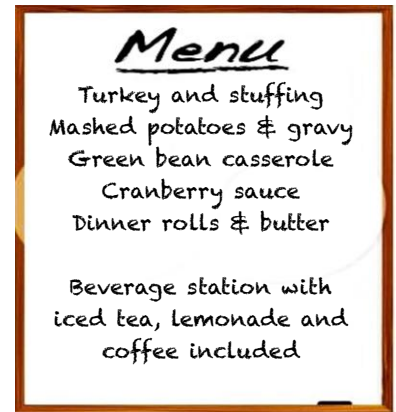 Menu
Turkey and stuffing
Mashed potatoes & gravy
Green bean casserole
Cranberry sauce
Dinner rolls & butter
Beverage station with
iced tea, lemonade and
coffee included